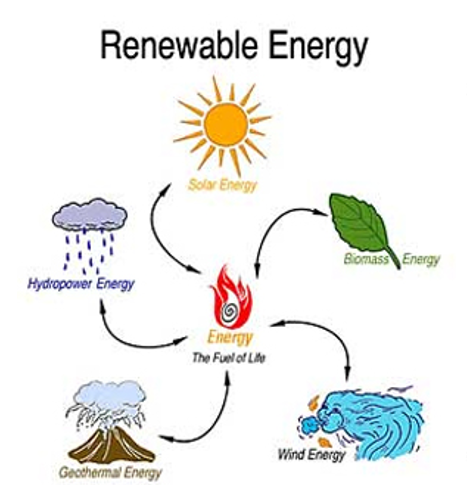 Renewable Energy
Solar Energy
Biomass Energy
Hydropower Energy
Energy
The Fuel of Life
Wind Energy
Geothermal Energy